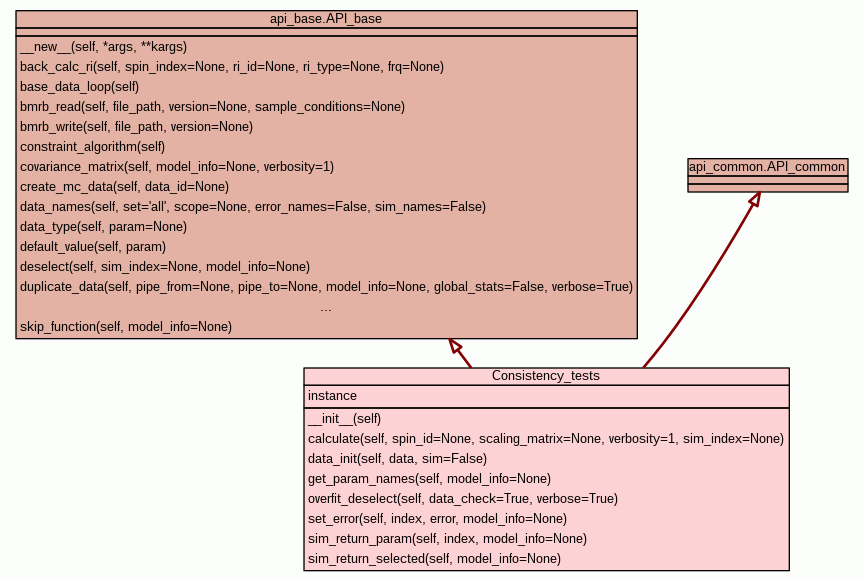 api_base.API_base
__new__(self, *args, **kargs)
back_calc_ri(self, spin_index=None, ri_id=None, ri_type=None, frq=None)
base_data_loop(self)
bmrb_read(self, file_path, version=None, sample_conditions=None)
bmrb_write(self, file_path, version=None)
constraint_algorithm(self)
covariance_matrix(self, model_info=None, verbosity=1)
create_mc_data(self, data_id=None)
data_names(self, set='all', scope=None, error_names=False, sim_names=False)
data_type(self, param=None)
default_value(self, param)
deselect(self, sim_index=None, model_info=None)
duplicate_data(self, pipe_from=None, pipe_to=None, model_info=None, global_stats=False, verbose=True)
...
skip_function(self, model_info=None)
api_common.API_common
Consistency_tests
instance
__init__(self)
calculate(self, spin_id=None, scaling_matrix=None, verbosity=1, sim_index=None)
data_init(self, data, sim=False)
get_param_names(self, model_info=None)
overfit_deselect(self, data_check=True, verbose=True)
set_error(self, index, error, model_info=None)
sim_return_param(self, index, model_info=None)
sim_return_selected(self, model_info=None)